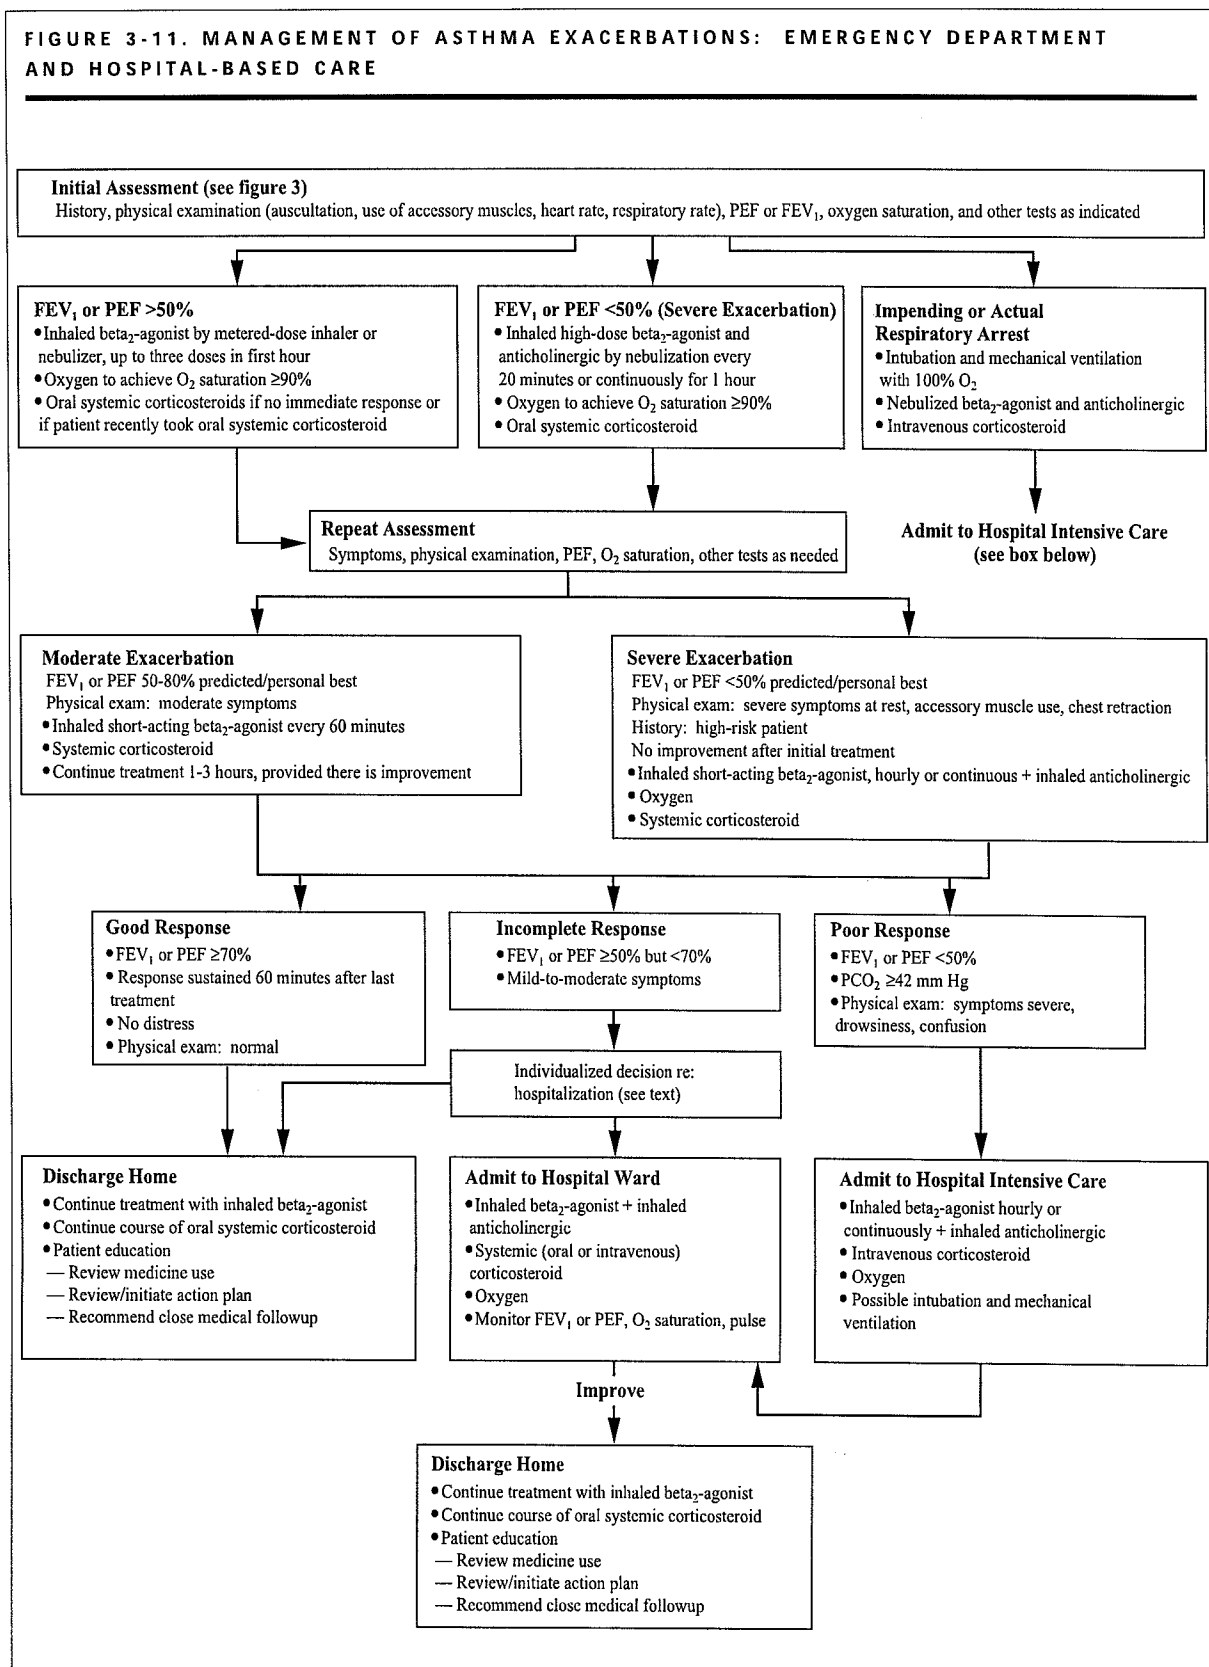 FIGURE 3-11. MANAGEMENT OF ASTHMA EXACERBATIONS: EMERGENCY DEPARTMENT
AND HOSPITAL-BASED CARE
Initial Assessment (see figure 3)
History, physical examination (auscultation, use of accessory muscles, heart rate, respiratory rate), PEF or FEV₁, oxygen saturation, and other tests as indicated
FEV₁ or PEF >50%
• Inhaled beta₂-agonist by metered-dose inhaler or
nebulizer, up to three doses in first hour
• Oxygen to achieve O₂ saturation ≥90%
• Oral systemic corticosteroids if no immediate response or
if patient recently took oral systemic corticosteroid
FEV₁ or PEF <50% (Severe Exacerbation)
• Inhaled high-dose beta₂-agonist and
anticholinergic by nebulization every
20 minutes or continuously for 1 hour
• Oxygen to achieve O₂ saturation ≥90%
• Oral systemic corticosteroid
Impending or Actual
Respiratory Arrest
• Intubation and mechanical ventilation
with 100% O₂
• Nebulized beta₂-agonist and anticholinergic
• Intravenous corticosteroid
Repeat Assessment
Symptoms, physical examination, PEF, O₂ saturation, other tests as needed
Admit to Hospital Intensive Care
(see box below)
Moderate Exacerbation
FEV₁ or PEF 50-80% predicted/personal best
Physical exam: moderate symptoms
• Inhaled short-acting beta₂-agonist every 60 minutes
• Systemic corticosteroid
• Continue treatment 1-3 hours, provided there is improvement
Severe Exacerbation
FEV₁ or PEF <50% predicted/personal best
Physical exam: severe symptoms at rest, accessory muscle use, chest retraction
History: high-risk patient
No improvement after initial treatment
• Inhaled short-acting beta₂-agonist, hourly or continuous + inhaled anticholinergic
• Oxygen
• Systemic corticosteroid
Good Response
• FEV₁ or PEF ≥70%
• Response sustained 60 minutes after last
treatment
• No distress
• Physical exam: normal
Incomplete Response
• FEV₁ or PEF ≥50% but <70%
• Mild-to-moderate symptoms
Poor Response
• FEV₁ or PEF <50%
• PCO₂ ≥42 mm Hg
• Physical exam: symptoms severe,
drowsiness, confusion
Individualized decision re:
hospitalization (see text)
Discharge Home
• Continue treatment with inhaled beta₂-agonist
• Continue course of oral systemic corticosteroid
• Patient education
— Review medicine use
— Review/initiate action plan
— Recommend close medical followup
Admit to Hospital Ward
• Inhaled beta₂-agonist + inhaled
anticholinergic
• Systemic (oral or intravenous)
corticosteroid
• Oxygen
• Monitor FEV₁ or PEF, O₂ saturation, pulse
Admit to Hospital Intensive Care
• Inhaled beta₂-agonist hourly or
continuously + inhaled anticholinergic
• Intravenous corticosteroid
• Oxygen
• Possible intubation and mechanical
ventilation
Improve
Discharge Home
• Continue treatment with inhaled beta₂-agonist
• Continue course of oral systemic corticosteroid
• Patient education
— Review medicine use
— Review/initiate action plan
— Recommend close medical followup